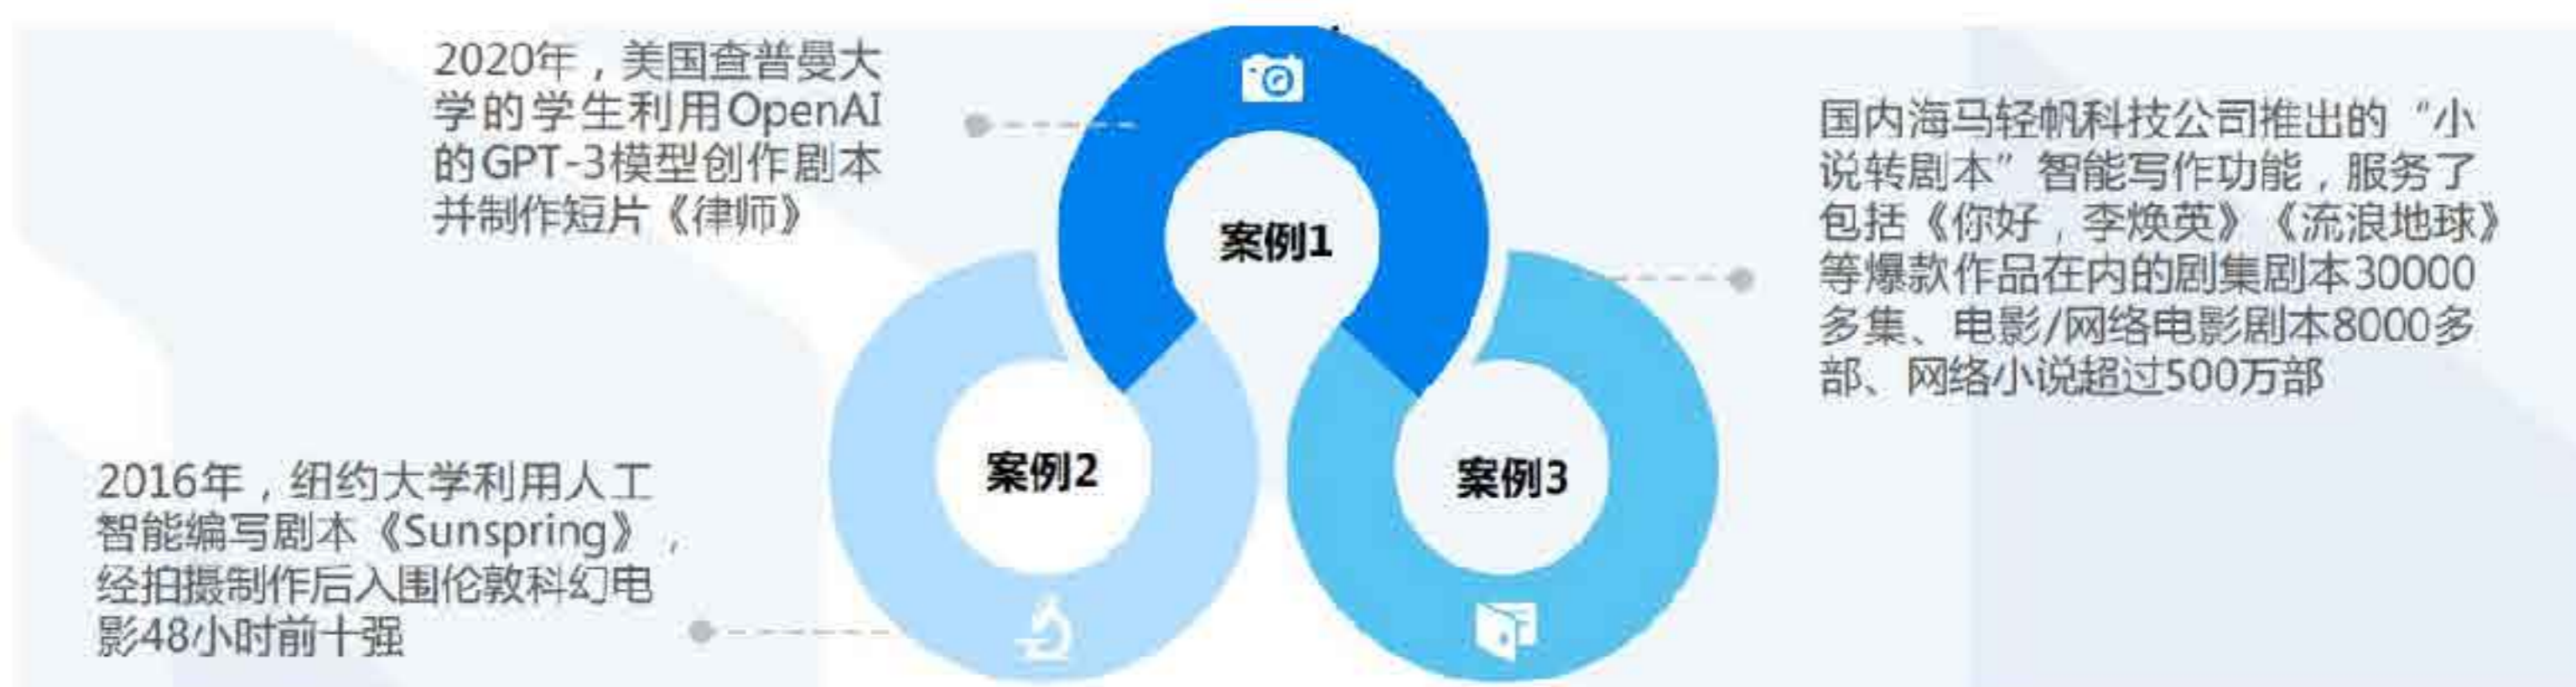 2020年，美国查普曼大
学的学生利用OpenAI
的GPT-3模型创作剧本
并制作短片《律师》
案例1
国内海马轻帆科技公司推出的“小
说转剧本”智能写作功能，服务了
包括《你好，李焕英》《流浪地球》
等爆款作品在内的剧集剧本30000
多集、电影/网络电影剧本8000多
部、网络小说超过500万部
2016年，纽约大学利用人工
智能编写剧本《Sunspring》，
经拍摄制作后入围伦敦科幻电
影48小时前十强
案例2
案例3